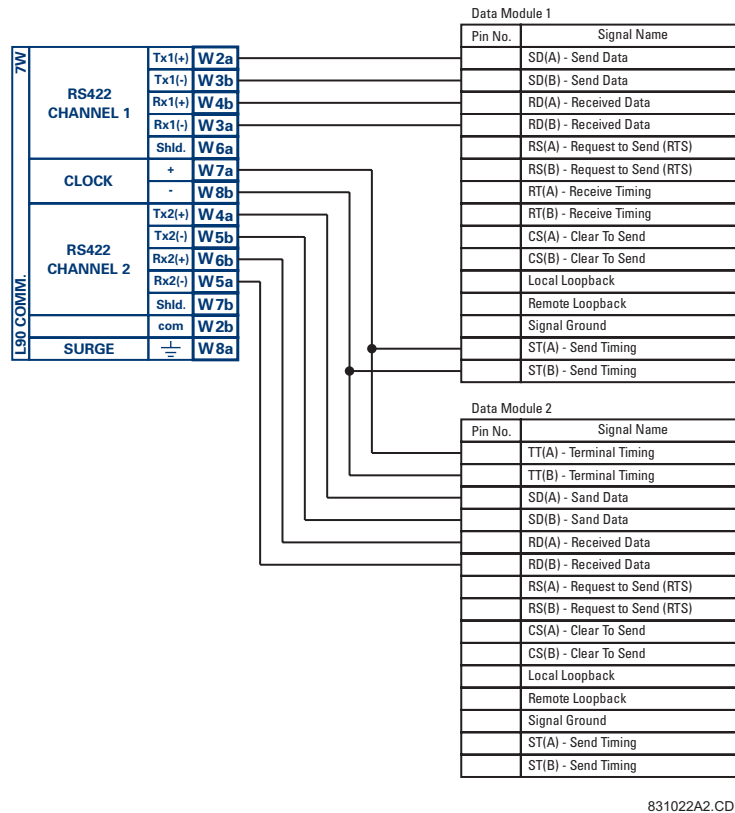 Data Module 1
Pin No. Signal Name
7W
L90 COMM.
RS422
CHANNEL 1
Tx1(+) W2a
Tx1(-) W3b
Rx1(+) W4b
Rx1(-) W3a
Shld. W6a
CLOCK
+ W7a
- W8b
RS422
CHANNEL 2
Tx2(+) W4a
Tx2(-) W5b
Rx2(+) W6b
Rx2(-) W5a
Shld. W7b
com W2b
SURGE W8a
SD(A) - Send Data
SD(B) - Send Data
RD(A) - Received Data
RD(B) - Received Data
RS(A) - Request to Send (RTS)
RS(B) - Request to Send (RTS)
RT(A) - Receive Timing
RT(B) - Receive Timing
CS(A) - Clear To Send
CS(B) - Clear To Send
Local Loopback
Remote Loopback
Signal Ground
ST(A) - Send Timing
ST(B) - Send Timing
Data Module 2
Pin No. Signal Name
TT(A) - Terminal Timing
TT(B) - Terminal Timing
SD(A) - Sand Data
SD(B) - Sand Data
RD(A) - Received Data
RD(B) - Received Data
RS(A) - Request to Send (RTS)
RS(B) - Request to Send (RTS)
CS(A) - Clear To Send
CS(B) - Clear To Send
Local Loopback
Remote Loopback
Signal Ground
ST(A) - Send Timing
ST(B) - Send Timing
831022A2.CD